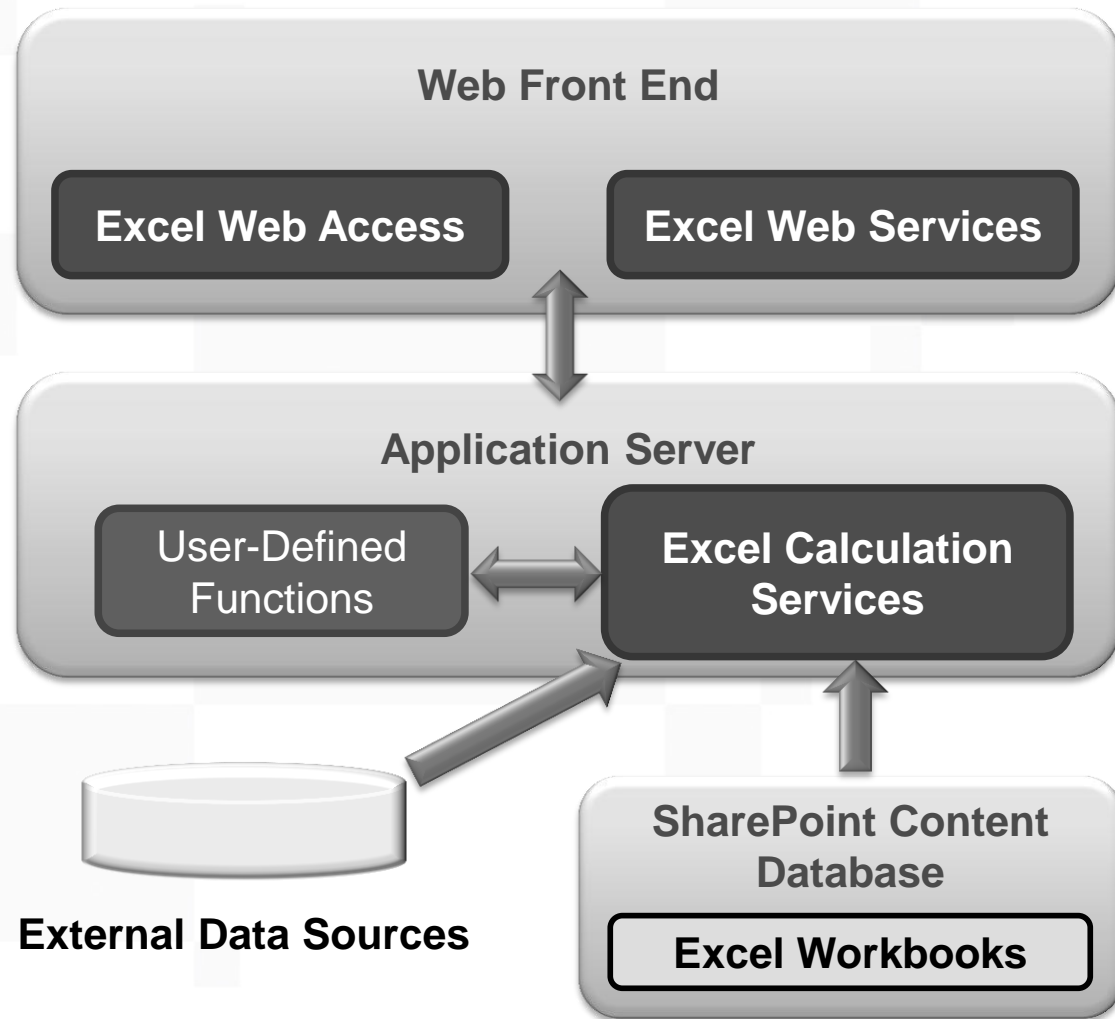 Web Front End
Excel Web Access
Excel Web Services
Application Server
User-Defined
Functions
Excel Calculation
Services
External Data Sources
SharePoint Content
Database
Excel Workbooks